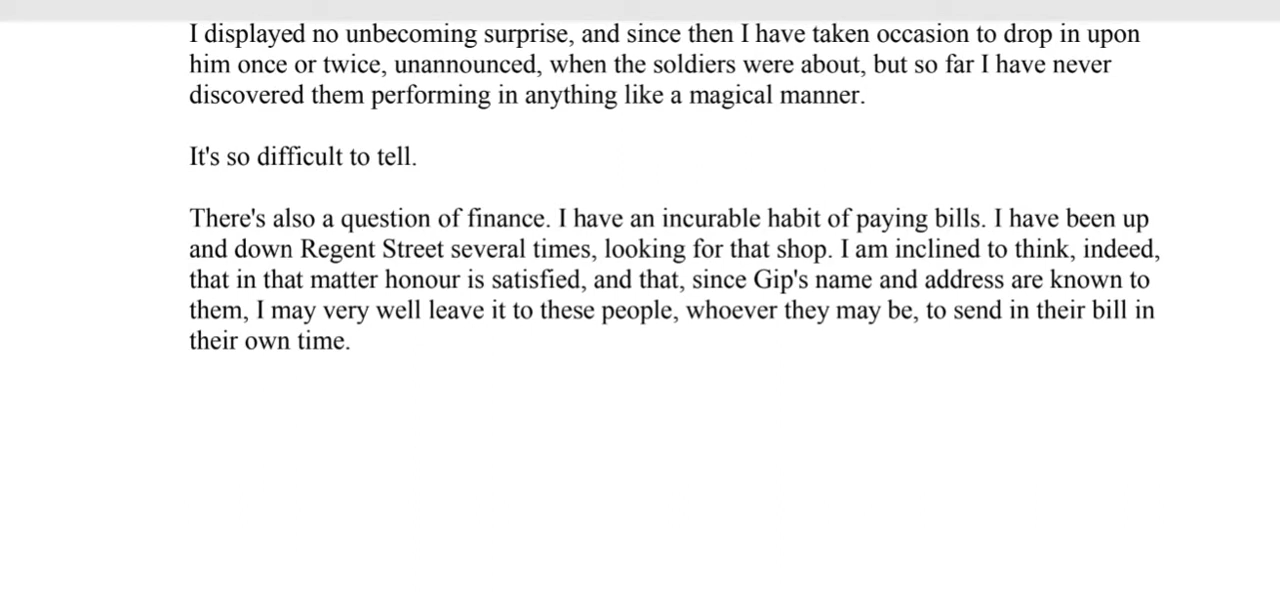 I displayed no unbecoming surprise, and since then I have taken occasion to drop in upon
him once or twice, unannounced, when the soldiers were about, but so far I have never
discovered them performing in anything like a magical manner.
It's so difficult to tell.
There's also a question of finance. I have an incurable habit of paying bills. I have been up
and down Regent Street several times, looking for that shop. I am inclined to think, indeed,
that in that matter honour is satisfied, and that, since Gip's name and address are known to
them, I may very well leave it to these people, whoever they may be, to send in their bill in
their own time.